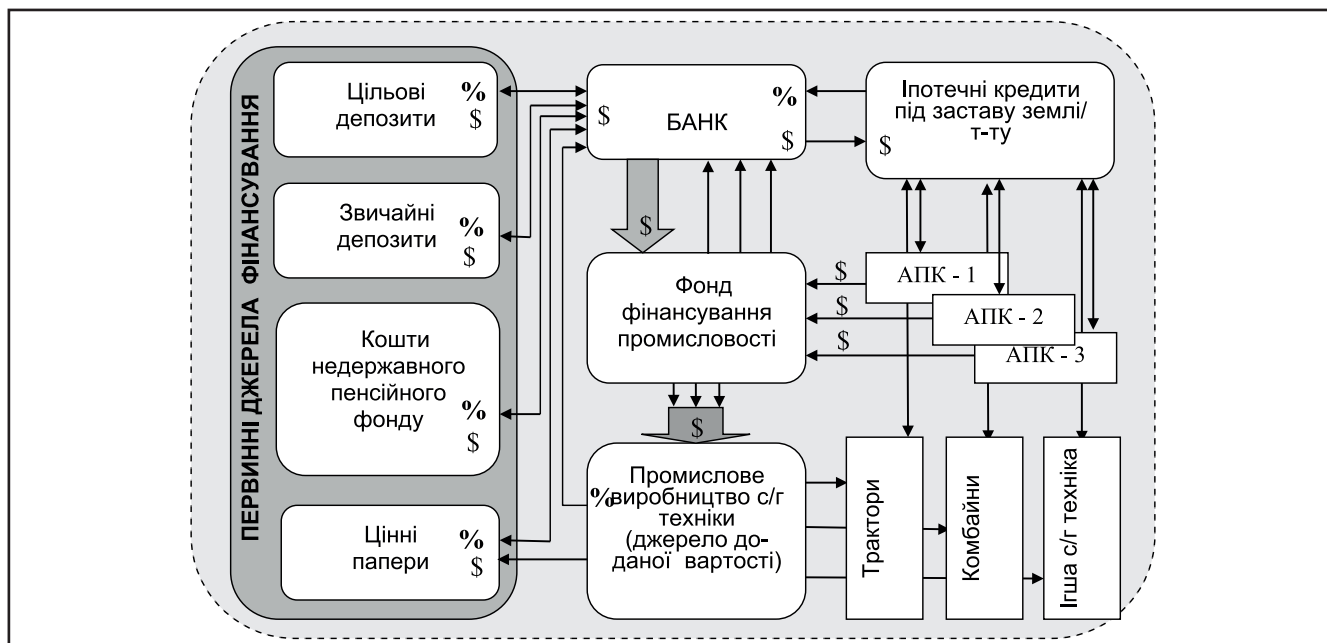 ПЕРВИННІ ДЖЕРЕЛА ФІНАНСУВАННЯ
Цільові
депозити
%
$
Звичайні
депозити
%
$
Кошти
недержавного
пенсійного
фонду
%
$
Цінні
папери
%
$
$
БАНК
%
$
Іпотечні кредити
під заставу землі/
т-ту
$
$
Фонд
фінансування
промисловості
$
$
$
АПК - 1
АПК - 2
АПК - 3
$
%
Промислове
виробництво с/г
техніки
(джерело до-
даної вартості)
Трактори
Комбайни
Ігша с/г техніка